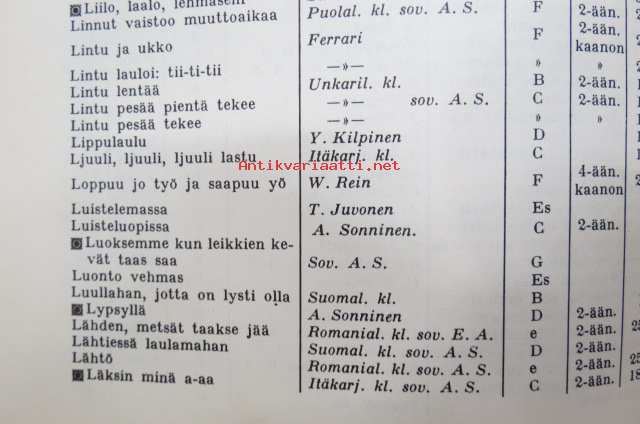 Liilo, laalo, lehmäseni Puolal. kl. sov. A. S. F 2-ään.
Linnut vaistoo muuttoaikaa
Lintu ja ukko Ferrari F 2-ään. kaanon
Lintu lauloi: tii-ti-tii —»— » »
Lintu lentää Unkaril. kl. B 2-ään.
Lintu pesää pientä tekee —»— sov. A. S. C 2-ään.
Lintu pesää tekee —»— » »
Lippulaulu Y. Kilpinen D
Ljuuli, ljuuli, ljuuli lastu Itäkarj. kl. C
Antikvariaatti.net
Loppuu jo työ ja saapuu yö W. Rein F 4-ään. kaanon
Luistelemassa T. Juvonen Es
Luisteluopissa A. Sonninen. C 2-ään.
Luoksemme kun leikkien ke-
vät taas saa Sov. A. S. G
Luonto vehmas Es
Luullahan, jotta on lysti olla Suomal. kl. B
Lypsyllä A. Sonninen D 2-ään.
Lähden, metsät taakse jää Romanial. kl. sov. E. A. e 2-ään.
Lähtiessä laulamahan Suomal. kl. sov. A. S. D 2-ään.
Lähtö Romanial. kl. sov. A. S. e 2-ään.
Läksin minä a-aa Itäkarj. kl. sov. A. S. C 2-ään.